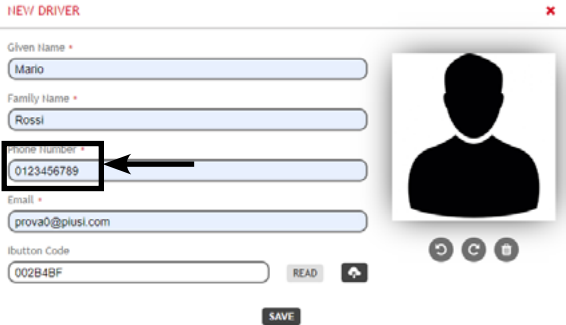 NEW DRIVER
Given Name *
Mario
Family Name *
Rossi
Phone Number *
0123456789
Email *
prova0@piusi.com
Ibutton Code
002B4BF
READ
SAVE